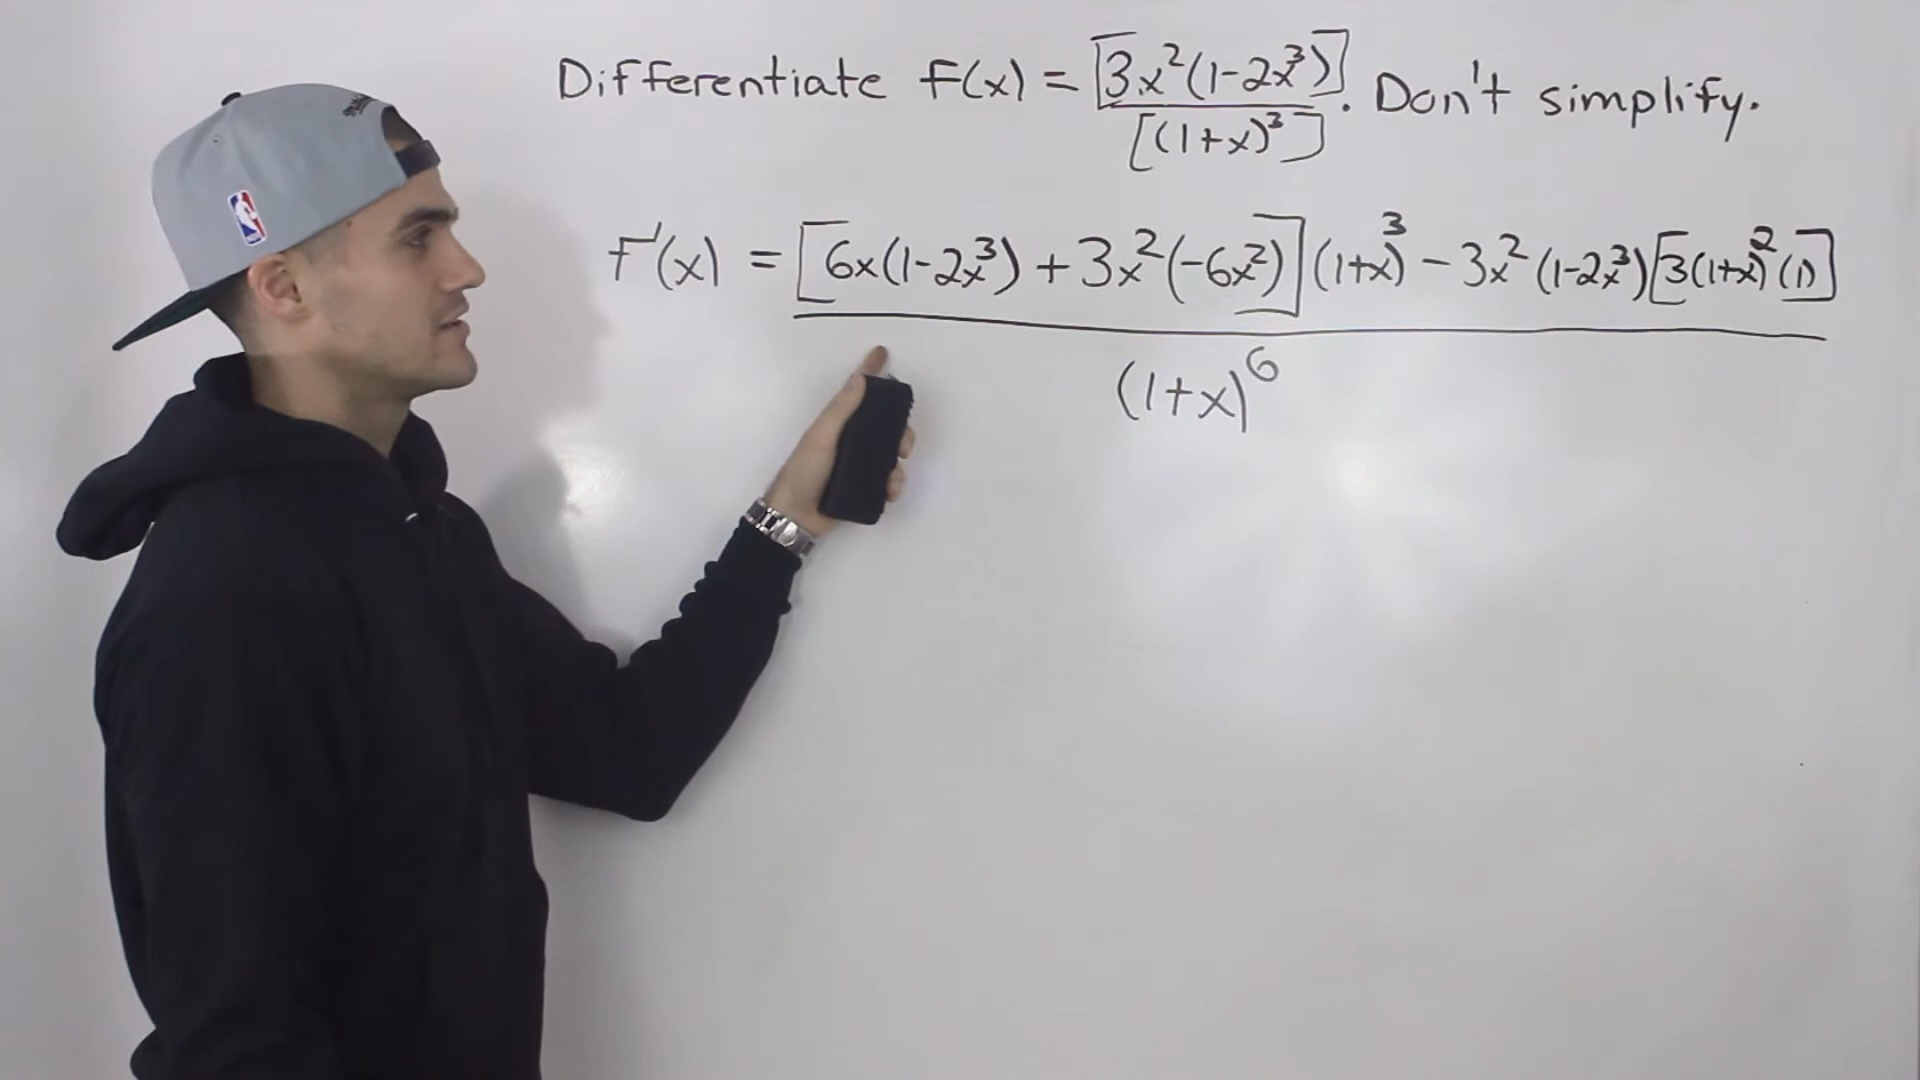 Differentiate F(x) = [3x²(1-2x³)] / [(1+x)³]. Don't simplify.
F'(x) = [6x(1-2x³) + 3x²(-6x²)](1+x)³ - 3x²(1-2x³)[3(1+x)²(1)]
(1+x)⁶